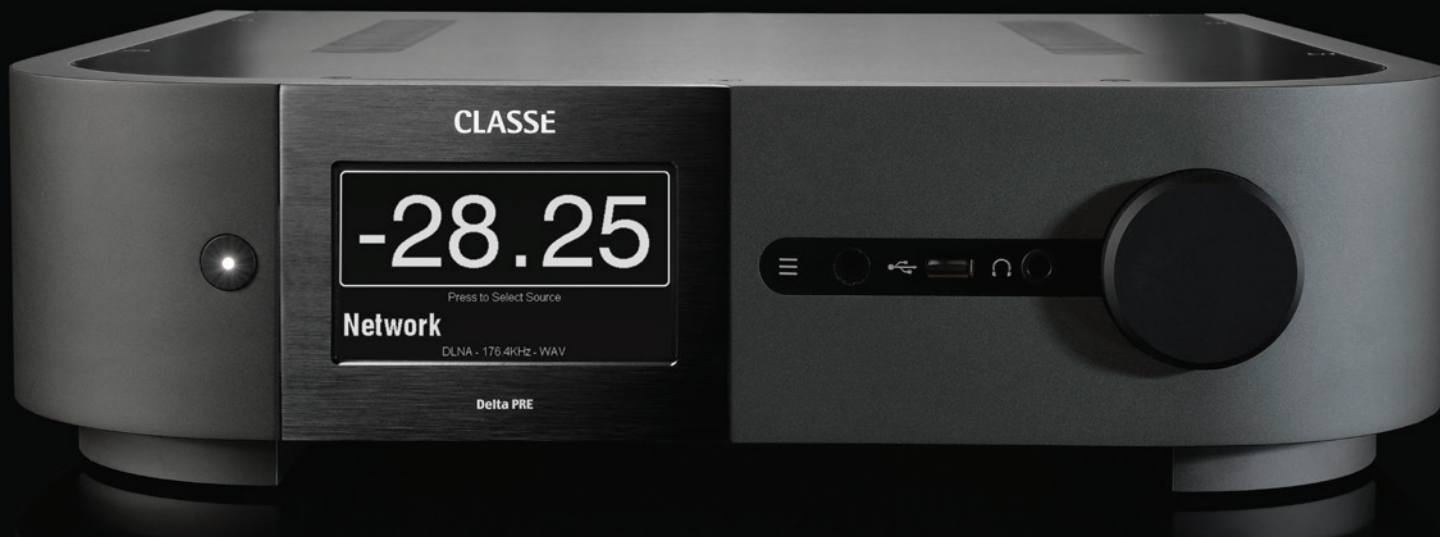 CLASSE
-28.25
Press to Select Source
Network
DLNA - 176.4KHz - WAV
Delta PRE